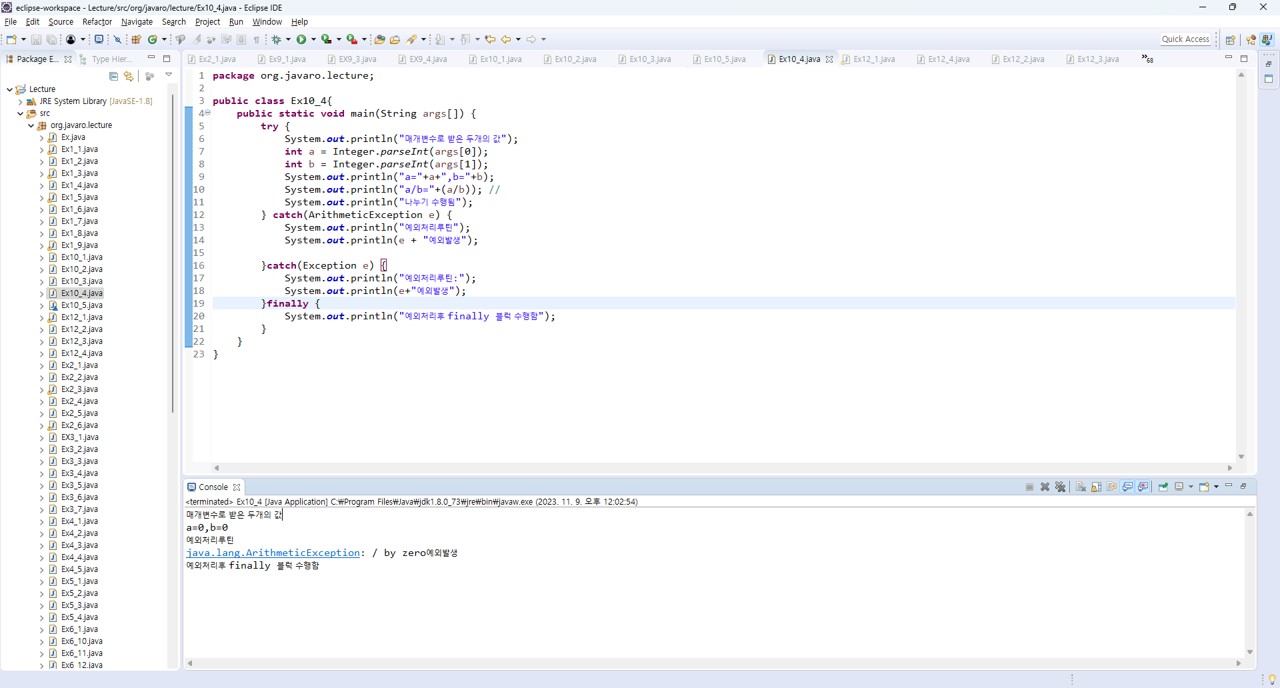 eclipse-workspace - Lecture/src/org/javaro/lecture/Ex10_4.java - Eclipse IDE
File Edit Source Refactor Navigate Search Project Run Window Help
Quick Access
Package E... Type Hier...
Ex2_1.java Ex9_1.java EX9_3.java EX9_4.java Ex10_1.java Ex10_2.java Ex10_3.java Ex10_5.java Ex10_4.java Ex12_1.java Ex12_4.java Ex12_2.java Ex12_3.java »68
Lecture
JRE System Library [JavaSE-1.8]
src
org.javaro.lecture
Ex.java
Ex1_1.java
Ex1_2.java
Ex1_3.java
Ex1_4.java
Ex1_5.java
Ex1_6.java
Ex1_7.java
Ex1_8.java
Ex1_9.java
Ex10_1.java
Ex10_2.java
Ex10_3.java
Ex10_4.java
Ex10_5.java
Ex12_1.java
Ex12_2.java
Ex12_3.java
Ex12_4.java
Ex2_1.java
Ex2_2.java
Ex2_3.java
Ex2_4.java
Ex2_5.java
Ex2_6.java
EX3_1.java
Ex3_2.java
Ex3_3.java
Ex3_4.java
Ex3_5.java
Ex3_6.java
Ex3_7.java
Ex4_1.java
Ex4_2.java
Ex4_3.java
Ex4_4.java
Ex4_5.java
Ex5_1.java
Ex5_2.java
Ex5_3.java
Ex5_4.java
Ex6_1.java
Ex6_10.java
Ex6_11.java
Ex6_12.java
1 package org.javaro.lecture;
2
3 public class Ex10_4{
4 public static void main(String args[]) {
5 try {
6 System.out.println("매개변수로 받은 두개의 값");
7 int a = Integer.parseInt(args[0]);
8 int b = Integer.parseInt(args[1]);
9 System.out.println("a="+a+",b="+b);
10 System.out.println("a/b="+(a/b)); //
11 System.out.println("나누기 수행됨");
12 } catch(ArithmeticException e) {
13 System.out.println("예외처리루틴");
14 System.out.println(e + "예외발생");
15
16 }catch(Exception e) {
17 System.out.println("예외처리루틴:");
18 System.out.println(e+"예외발생");
19 }finally {
20 System.out.println("예외처리후 finally 블럭 수행함");
21 }
22 }
23 }
Console
<terminated> Ex10_4 [Java Application] C:₩Program Files₩Java₩jdk1.8.0_73₩jre₩bin₩javaw.exe (2023. 11. 9. 오후 12:02:54)
매개변수로 받은 두개의 값
a=0,b=0
예외처리루틴
java.lang.ArithmeticException: / by zero예외발생
예외처리후 finally 블럭 수행함